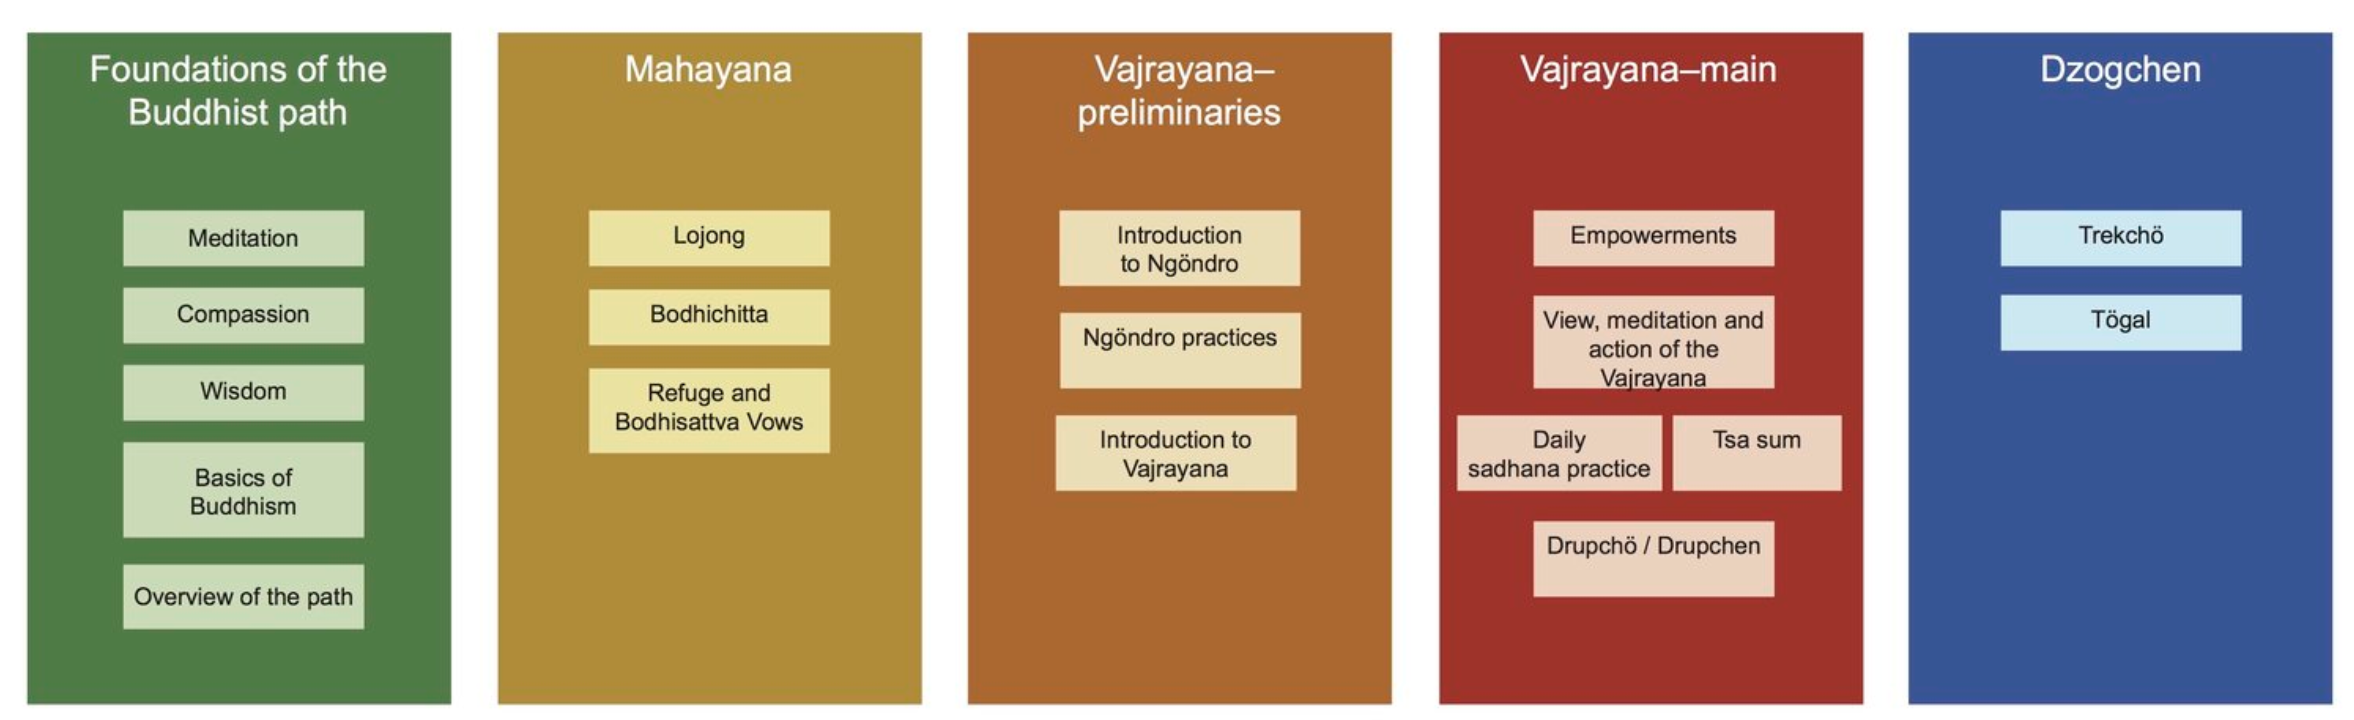 Foundations of the
Buddhist path
Meditation
Compassion
Wisdom
Basics of
Buddhism
Overview of the path
Mahayana
Lojong
Bodhichitta
Refuge and
Bodhisattva Vows
Vajrayana–
preliminaries
Introduction
to Ngöndro
Ngöndro practices
Introduction to
Vajrayana
Vajrayana–main
Empowerments
View, meditation and
action of the
Vajrayana
Daily
sadhana practice
Tsa sum
Drupchö / Drupchen
Dzogchen
Trekchö
Tögal